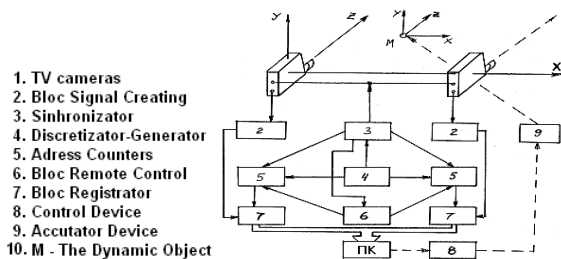 Y
Z
Y
Z
X
M
X
1. TV cameras
2. Bloc Signal Creating
3. Sinhronizator
4. Discretizator-Generator
5. Adress Counters
6. Bloc Remote Control
7. Bloc Registrator
8. Control Device
9. Accutator Device
10. M - The Dynamic Object
2
3
2
9
5
4
5
7
6
7
ПК
8